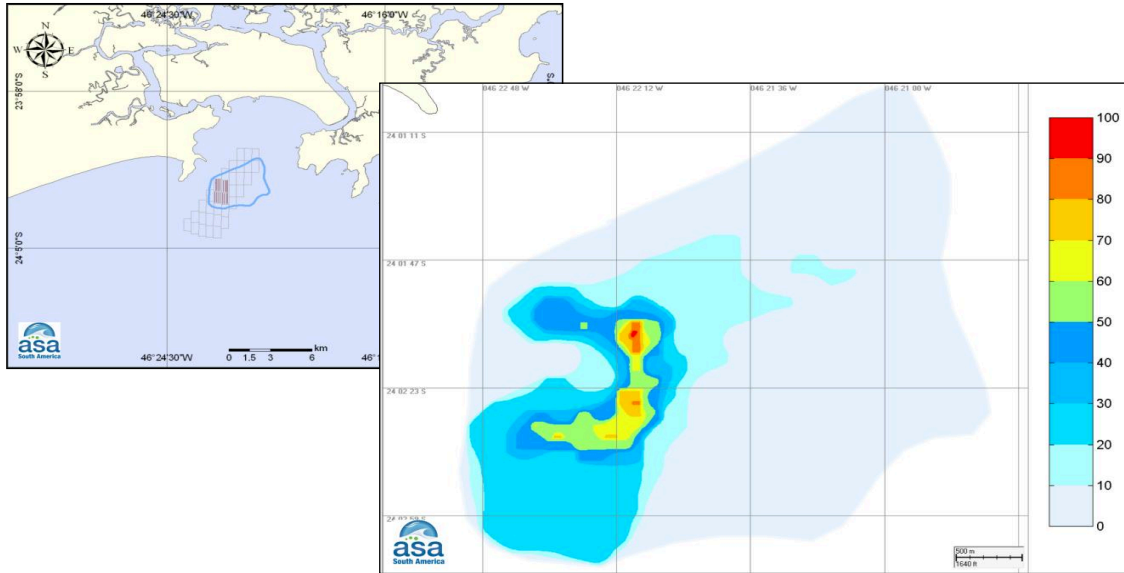 46°24'30"W
46°16'0"W
N
W
E
S
23°58'0"S
24°5'0"S
asa
South America
km
0 1.5 3 6
46°24'30"W
046 22 48 W
046 22 12 W
046 21 36 W
046 21 00 W
24 01 11 S
24 01 47 S
24 02 23 S
100
90
80
70
60
50
40
30
20
10
0
asa
South America
500 m
1640 ft